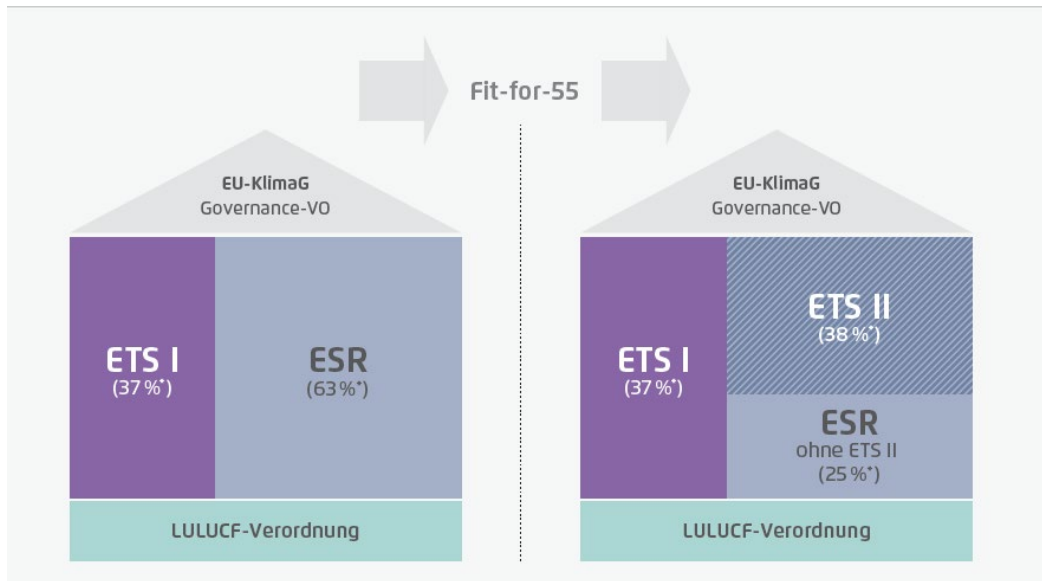 Fit-for-55
EU-KlimaG
Governance-VO
ETS I
(37 %*)
ESR
(63 %*)
LULUCF-Verordnung
EU-KlimaG
Governance-VO
ETS I
(37 %*)
ETS II
(38 %*)
ESR
ohne ETS II
(25 %*)
LULUCF-Verordnung